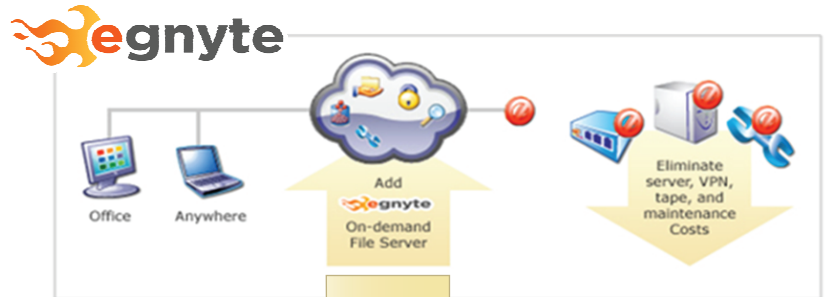 egnyte
Office
Anywhere
Add
egnyte
On-demand
File Server
Eliminate
server, VPN,
tape, and
maintenance
Costs